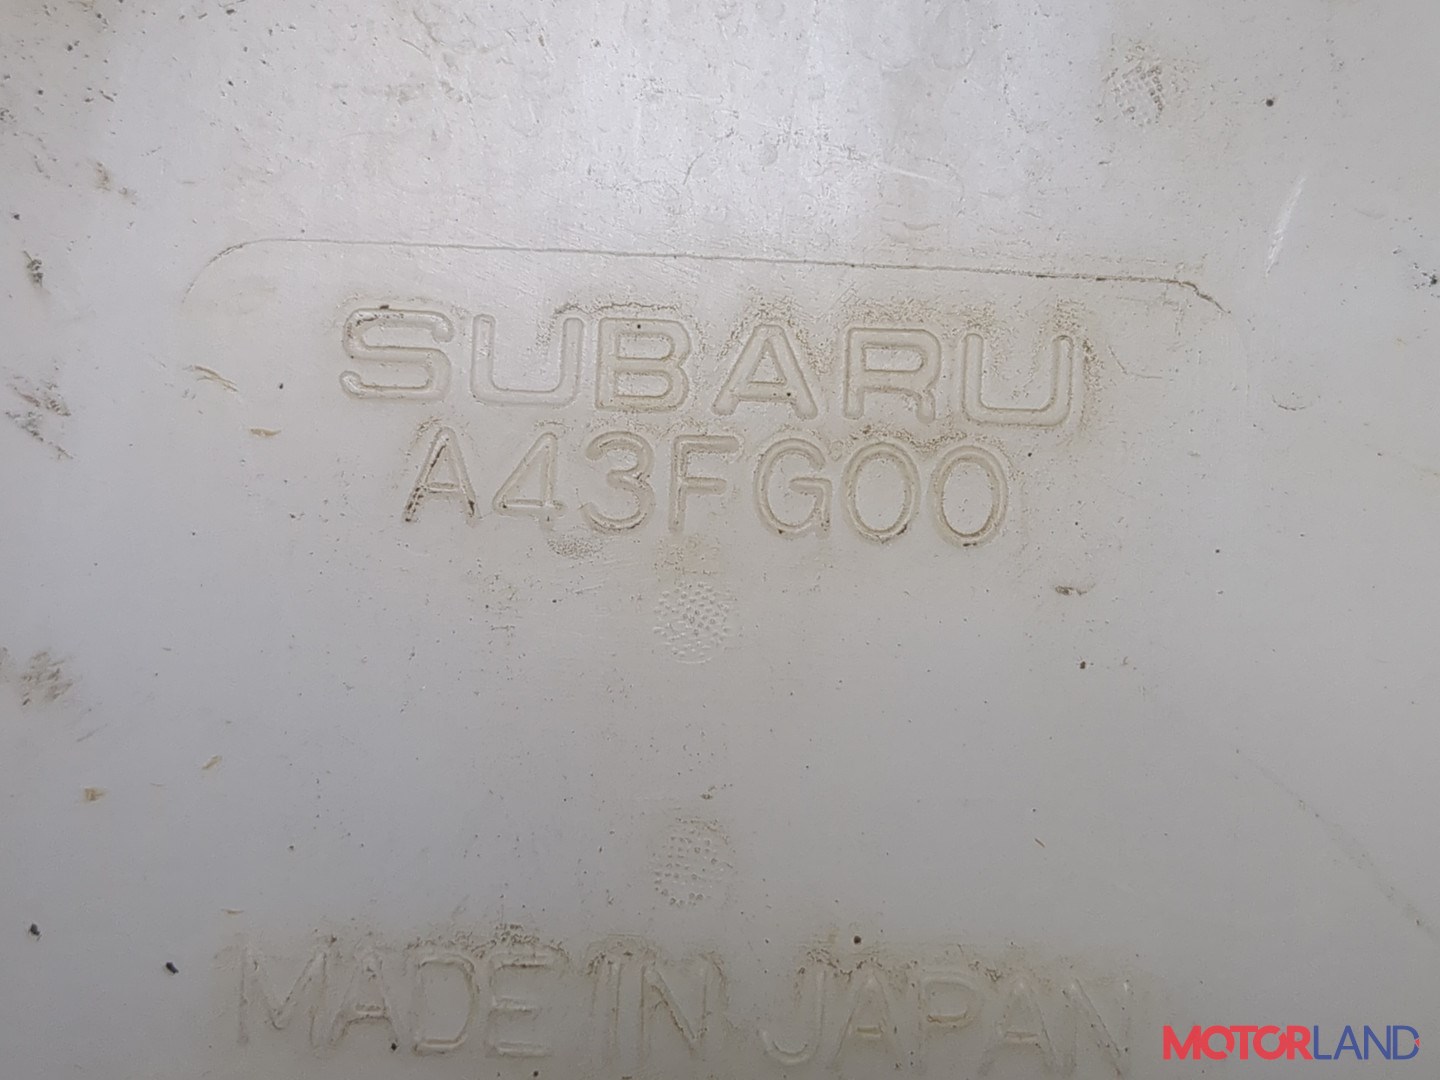 SUBARU
A43FG00
MADE IN JAPAN
MOTORLAND